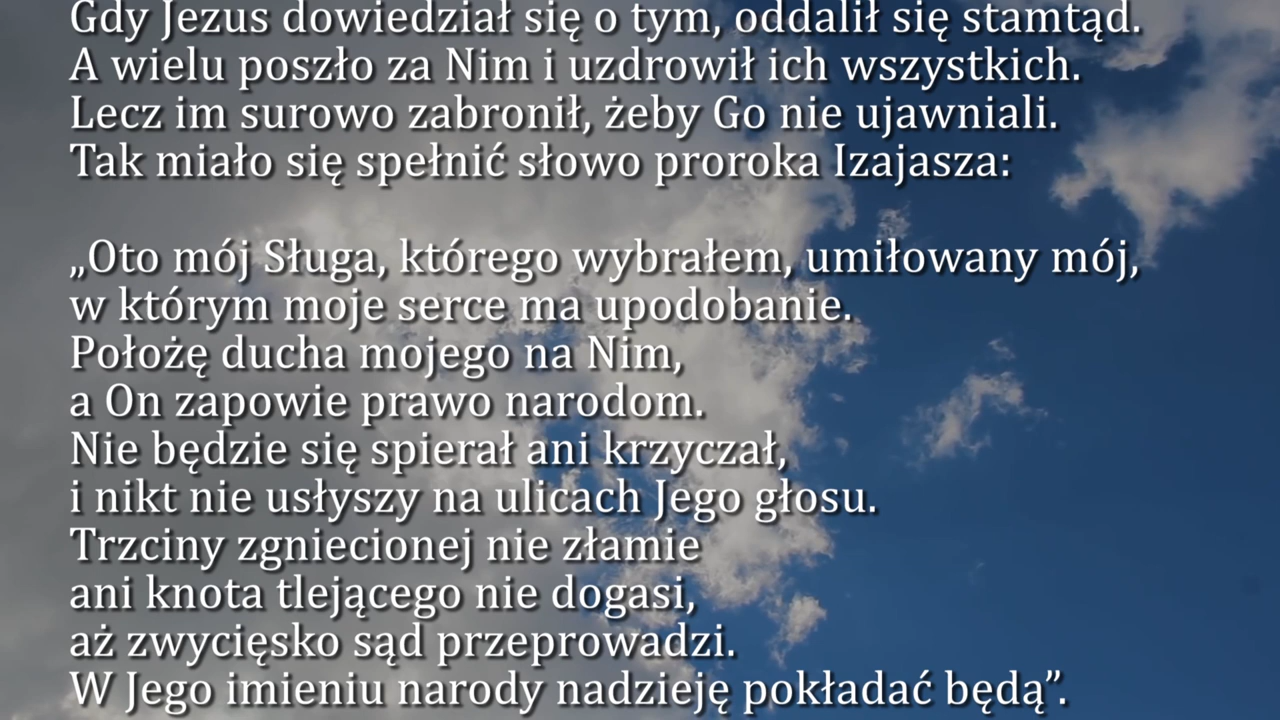 Gdy Jezus dowiedział się o tym, oddalił się stamtąd.
A wielu poszło za Nim i uzdrowił ich wszystkich.
Lecz im surowo zabronił, żeby Go nie ujawniali.
Tak miało się spełnić słowo proroka Izajasza:
„Oto mój Sługa, którego wybrałem, umiłowany mój,
w którym moje serce ma upodobanie.
Położę ducha mojego na Nim,
a On zapowie prawo narodom.
Nie będzie się spierał ani krzyczał,
i nikt nie usłyszy na ulicach Jego głosu.
Trzciny zgniecionej nie złamie
ani knota tlejącego nie dogasi,
aż zwycięsko sąd przeprowadzi.
W Jego imieniu narody nadzieję pokładać będą”.